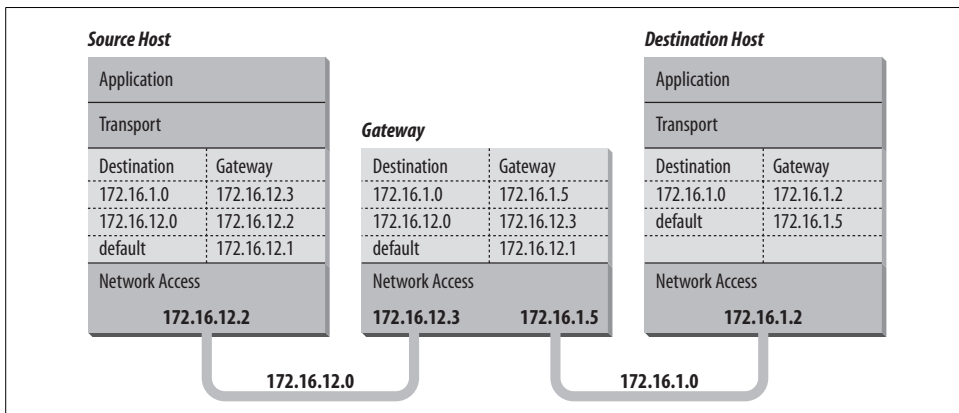 Source Host
Application
Transport
Destination Gateway
172.16.1.0 172.16.12.3
172.16.12.0 172.16.12.2
default 172.16.12.1
Network Access
172.16.12.2
Gateway
Destination Gateway
172.16.1.0 172.16.1.5
172.16.12.0 172.16.12.3
default 172.16.12.1
Network Access
172.16.12.3 172.16.1.5
Destination Host
Application
Transport
Destination Gateway
172.16.1.0 172.16.1.2
default 172.16.1.5
Network Access
172.16.1.2
172.16.12.0
172.16.1.0